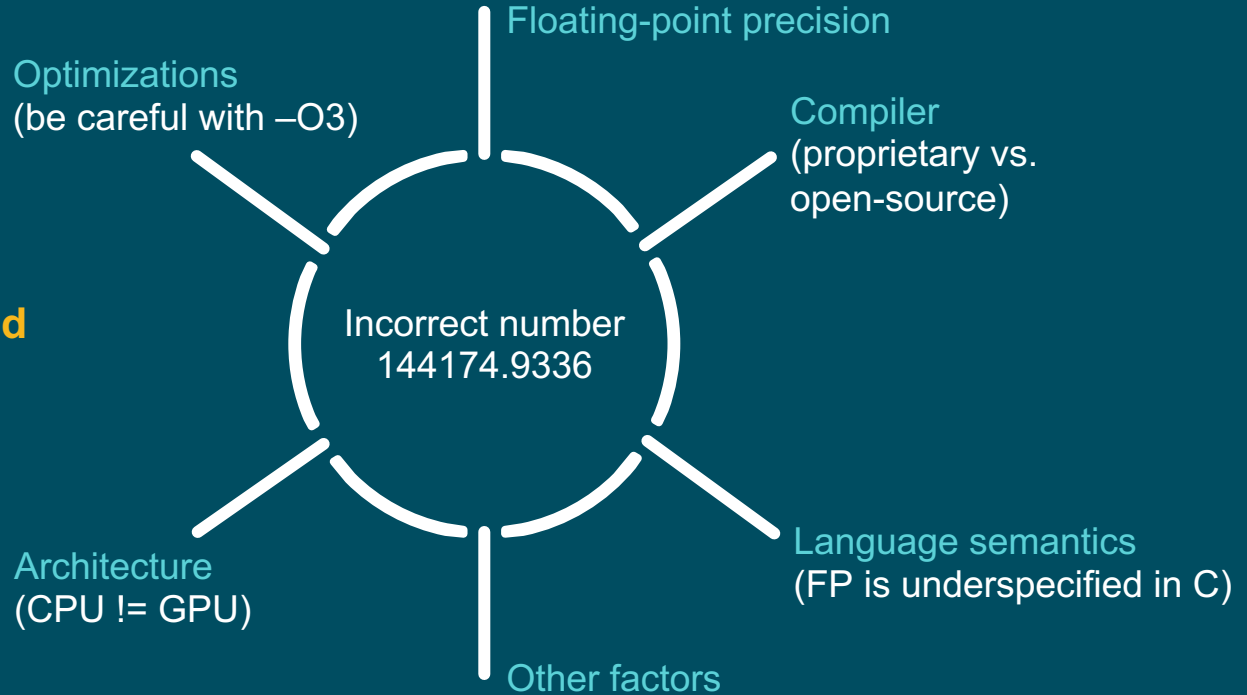 Floating-point precision
Optimizations
(be careful with –O3)
Compiler
(proprietary vs.
open-source)
d
Incorrect number
144174.9336
Architecture
(CPU != GPU)
Language semantics
(FP is underspecified in C)
Other factors